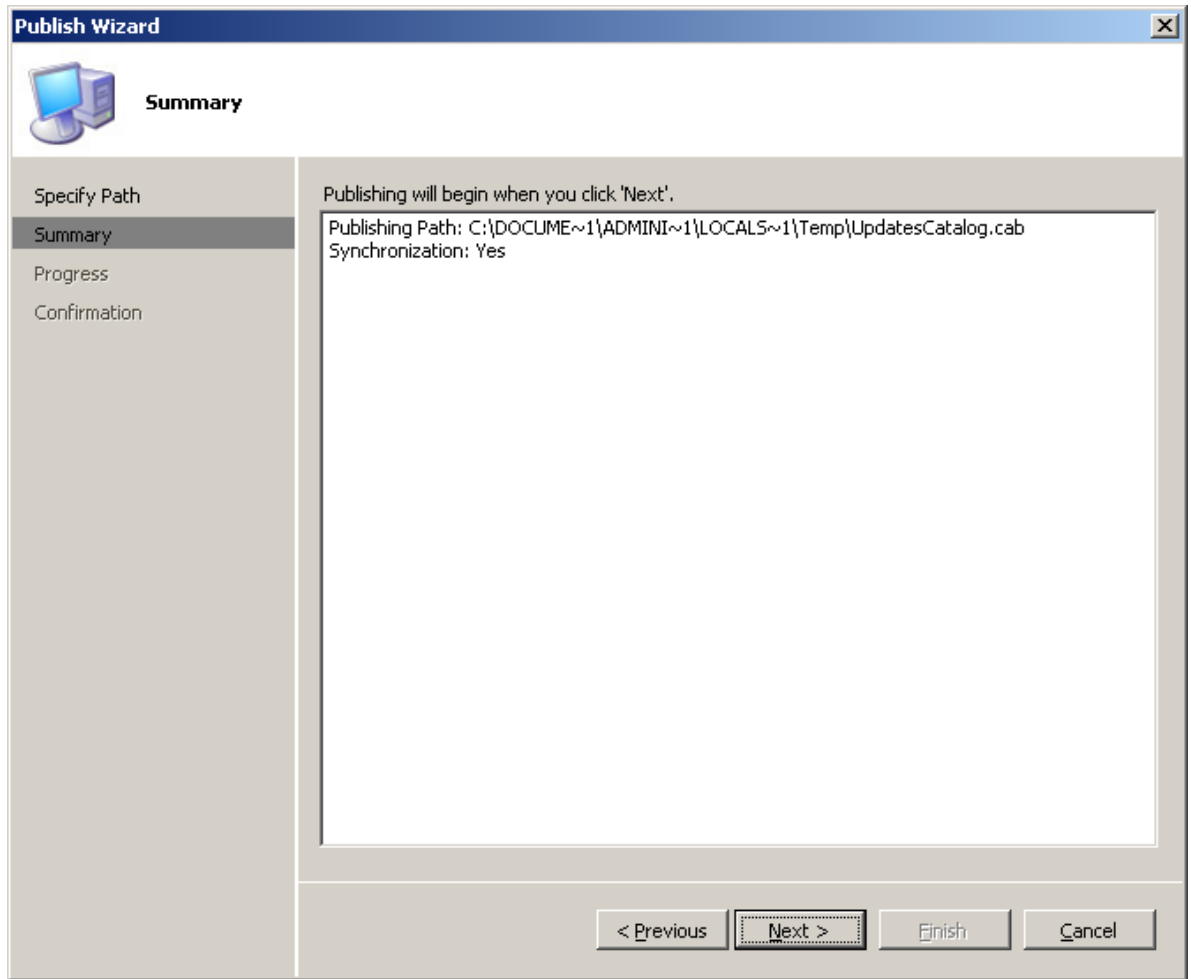 Publish Wizard
Summary
Specify Path
Summary
Progress
Confirmation
Publishing will begin when you click 'Next'.
Publishing Path: C:\DOCUME~1\ADMINI~1\LOCALS~1\Temp\UpdatesCatalog.cab
Synchronization: Yes
< Previous
Next >
Finish
Cancel